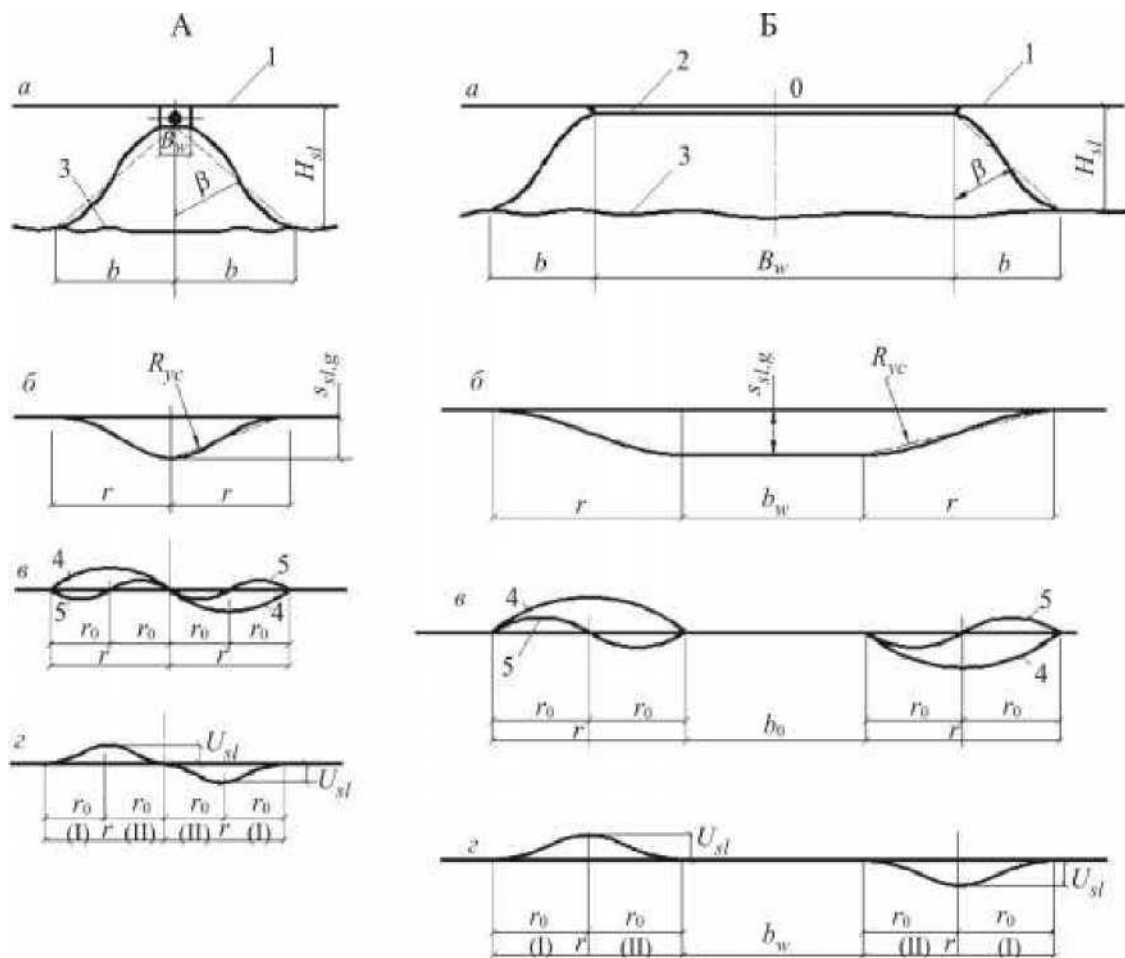 А
Б
а
1
B_w
3
β
H_sl
b
b
а
2
0
1
3
β
H_sl
b
B_w
b
б
R_yc
s_sl,g
r
r
б
s_sl,g
R_yc
r
b_w
r
в
4
5
5
4
r_0
r_0
r_0
r_0
r
r
в
4
5
5
4
r_0
r_0
b_0
r_0
r_0
r
r
г
U_sl
U_sl
r_0
r_0
r_0
r_0
(I)
r
(II)
(II)
r
(I)
г
U_sl
U_sl
r_0
r_0
b_w
r_0
r_0
(I)
r
(II)
(II)
r
(I)